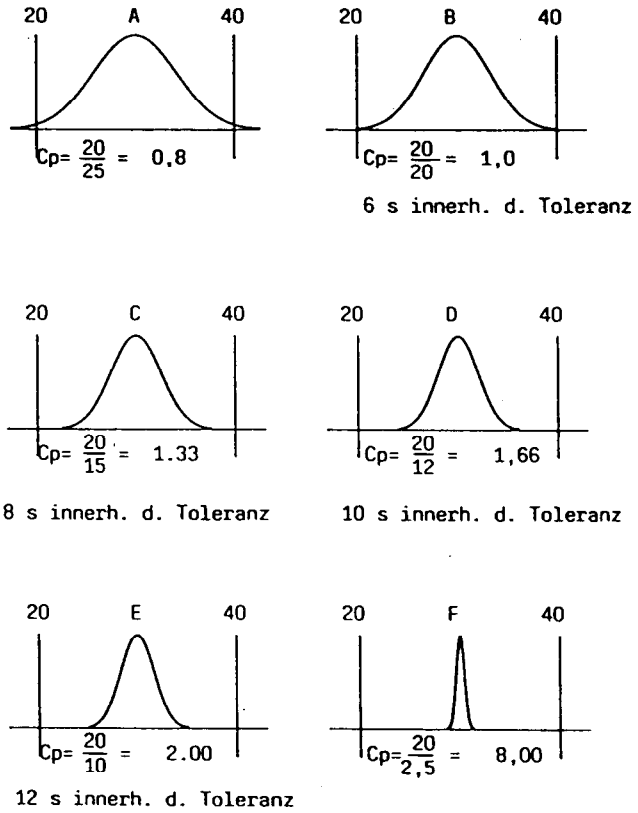 20 A 40
Cp= 20/25 = 0,8
20 B 40
Cp= 20/20 = 1,0
6 s innerh. d. Toleranz
20 C 40
Cp= 20/15 = 1.33
8 s innerh. d. Toleranz
20 D 40
Cp= 20/12 = 1,66
10 s innerh. d. Toleranz
20 E 40
Cp= 20/10 = 2.00
12 s innerh. d. Toleranz
20 F 40
Cp= 20/2,5 = 8,00